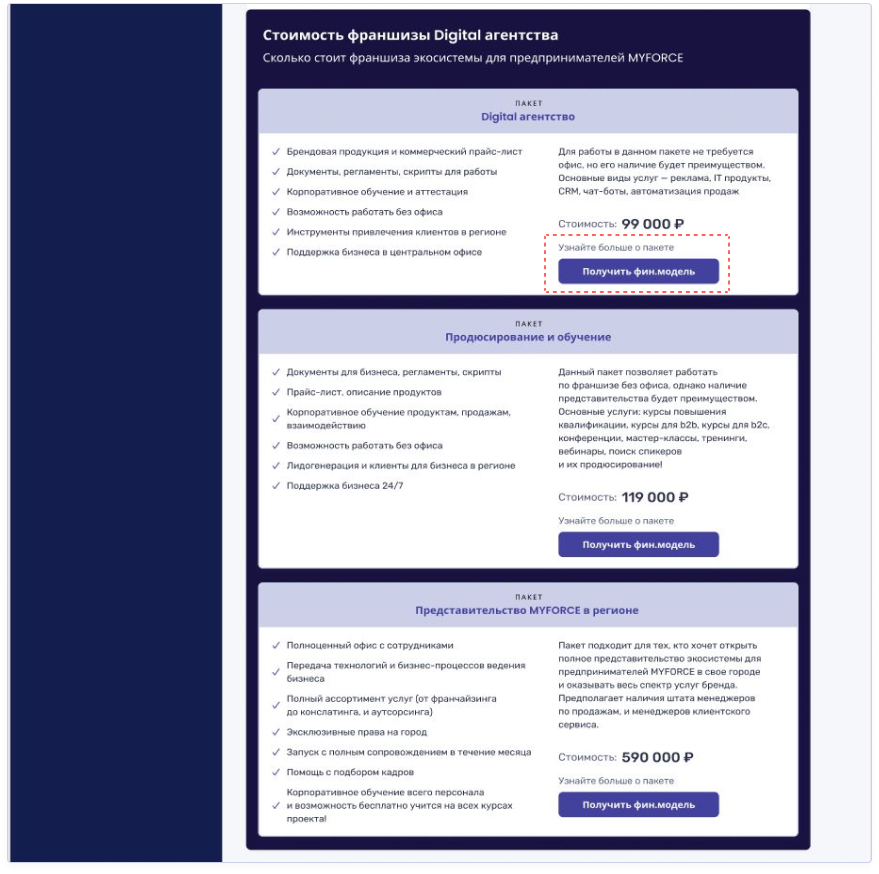 Стоимость франшизы Digital агентства
Сколько стоит франшиза экосистемы для предпринимателей MYFORCE
ПАКЕТ
Digital агентство
Брендовая продукция и коммерческий прайс-лист
Документы, регламенты, скрипты для работы
Корпоративное обучение и аттестация
Возможность работать без офиса
Инструменты привлечения клиентов в регионе
Поддержка бизнеса в центральном офисе
Для работы в данном пакете не требуется
офис, но его наличие будет преимуществом.
Основные виды услуг — реклама, IT продукты,
CRM, чат-боты, автоматизация продаж
Стоимость: 99 000 ₽
Узнайте больше о пакете
Получить фин.модель
ПАКЕТ
Продюсирование и обучение
Документы для бизнеса, регламенты, скрипты
Прайс-лист, описание продуктов
Корпоративное обучение продуктам, продажам,
взаимодействию
Возможность работать без офиса
Лидогенерация и клиенты для бизнеса в регионе
Поддержка бизнеса 24/7
Данный пакет позволяет работать
по франшизе без офиса, однако наличие
представительства будет преимуществом.
Основные услуги: курсы повышения
квалификации, курсы для b2b, курсы для b2c,
конференции, мастер-классы, тренинги,
вебинары, поиск спикеров
и их продюсирование!
Стоимость: 119 000 ₽
Узнайте больше о пакете
Получить фин.модель
ПАКЕТ
Представительство MYFORCE в регионе
Полноценный офис с сотрудниками
Передача технологий и бизнес-процессов ведения
бизнеса
Полный ассортимент услуг (от франчайзинга
до консалтинга, и аутсорсинга)
Эксклюзивные права на город
Запуск с полным сопровождением в течение месяца
Помощь с подбором кадров
Корпоративное обучение всего персонала
и возможность бесплатно учится на всех курсах
проекта!
Пакет подходит для тех, кто хочет открыть
полное представительство экосистемы для
предпринимателей MYFORCE в свое городе
и оказывать весь спектр услуг бренда.
Предполагает наличия штата менеджеров
по продажам, и менеджеров клиентского
сервиса.
Стоимость: 590 000 ₽
Узнайте больше о пакете
Получить фин.модель